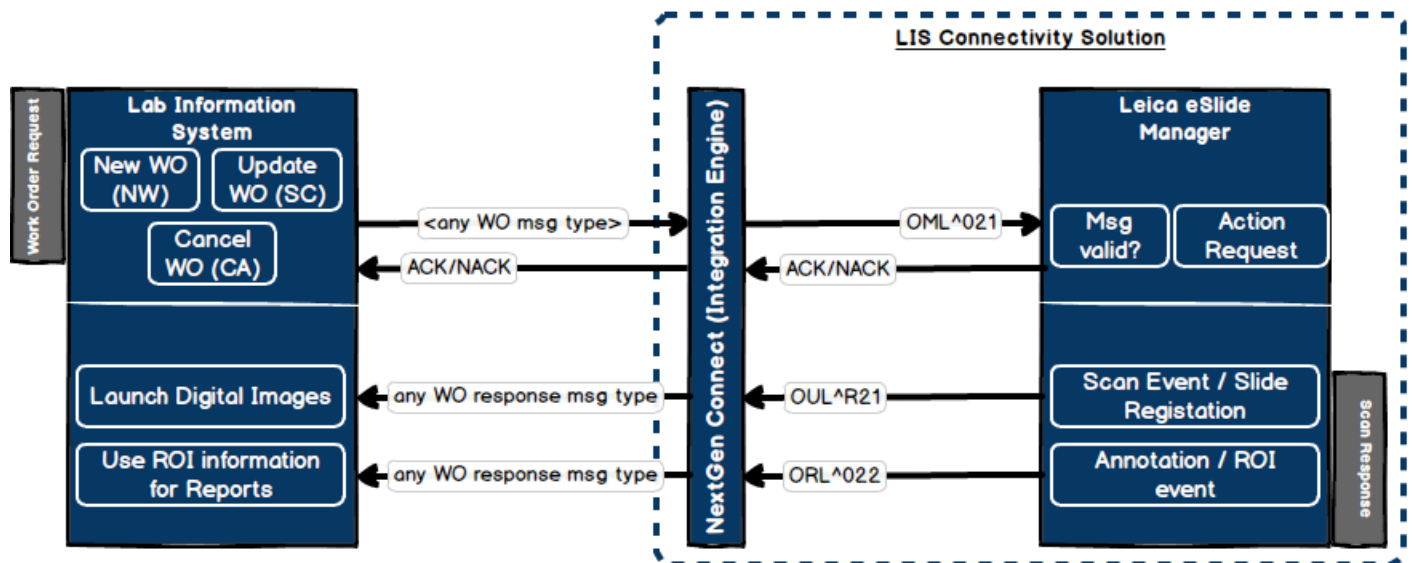 LIS Connectivity Solution
Work Order Request
Lab Information
System
New WO
(NW)
Update
WO (SC)
Cancel
WO (CA)
<any WO msg type>
ACK/NACK
NextGen Connect (Integration Engine)
OML^021
ACK/NACK
Leica eSlide
Manager
Msg
valid?
Action
Request
Launch Digital Images
any WO response msg type
OUL^R21
Scan Event / Slide
Registation
Use ROI information
for Reports
any WO response msg type
ORL^022
Annotation / ROI
event
Scan Response